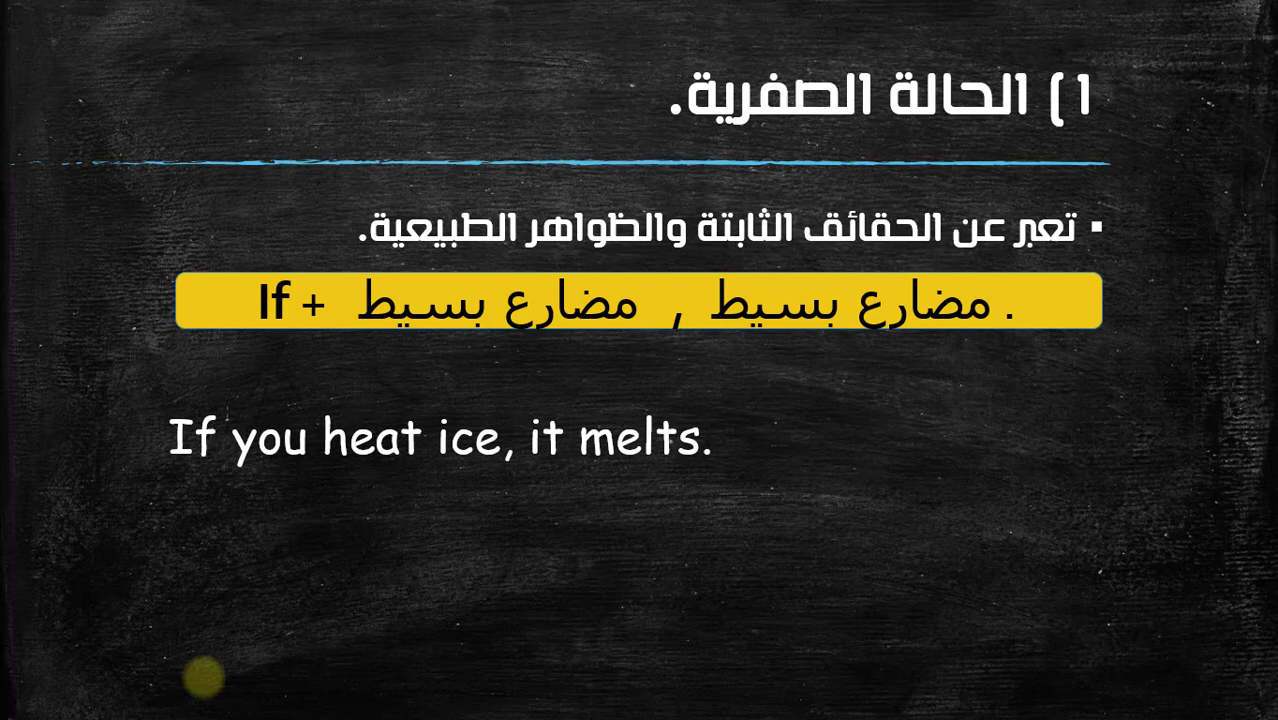 1) الحالة الصفرية.
▪ تعبر عن الحقائق الثابتة والظواهر الطبيعية.
If + مضارع بسيط , مضارع بسيط .
If you heat ice, it melts.